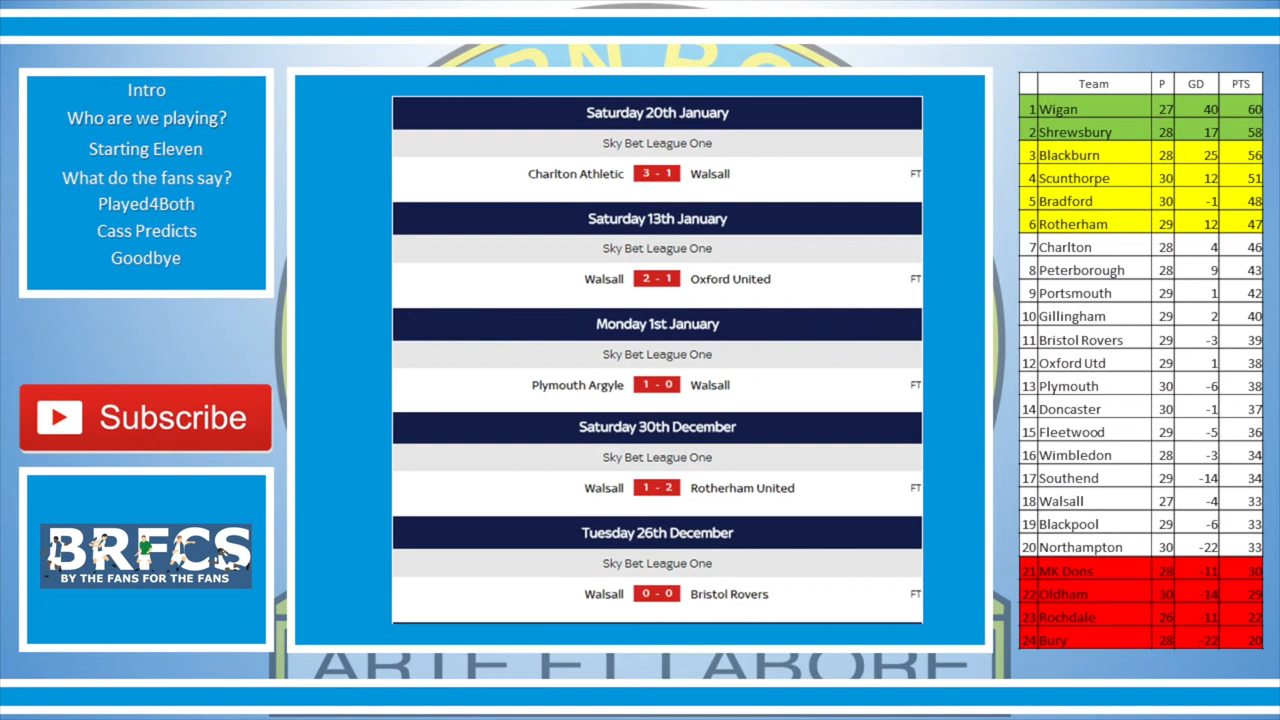 Intro
Who are we playing?
Starting Eleven
What do the fans say?
Played4Both
Cass Predicts
Goodbye
Subscribe
BRFCS
BY THE FANS FOR THE FANS
Saturday 20th January
Sky Bet League One
Charlton Athletic 3 - 1 Walsall FT
Saturday 13th January
Sky Bet League One
Walsall 2 - 1 Oxford United FT
Monday 1st January
Sky Bet League One
Plymouth Argyle 1 - 0 Walsall FT
Saturday 30th December
Sky Bet League One
Walsall 1 - 2 Rotherham United FT
Tuesday 26th December
Sky Bet League One
Walsall 0 - 0 Bristol Rovers FT
ARTE ET LABORE
Team P GD PTS
1 Wigan 27 40 60
2 Shrewsbury 28 17 58
3 Blackburn 28 25 56
4 Scunthorpe 30 12 51
5 Bradford 30 -1 48
6 Rotherham 29 12 47
7 Charlton 28 4 46
8 Peterborough 28 9 43
9 Portsmouth 29 1 42
10 Gillingham 29 2 40
11 Bristol Rovers 29 -3 39
12 Oxford Utd 29 1 38
13 Plymouth 30 -6 38
14 Doncaster 30 -1 37
15 Fleetwood 29 -5 36
16 Wimbledon 28 -3 34
17 Southend 29 -14 34
18 Walsall 27 -4 33
19 Blackpool 29 -6 33
20 Northampton 30 -22 33
21 MK Dons 28 -11 30
22 Oldham 30 -14 29
23 Rochdale 26 -11 22
24 Bury 28 -22 20